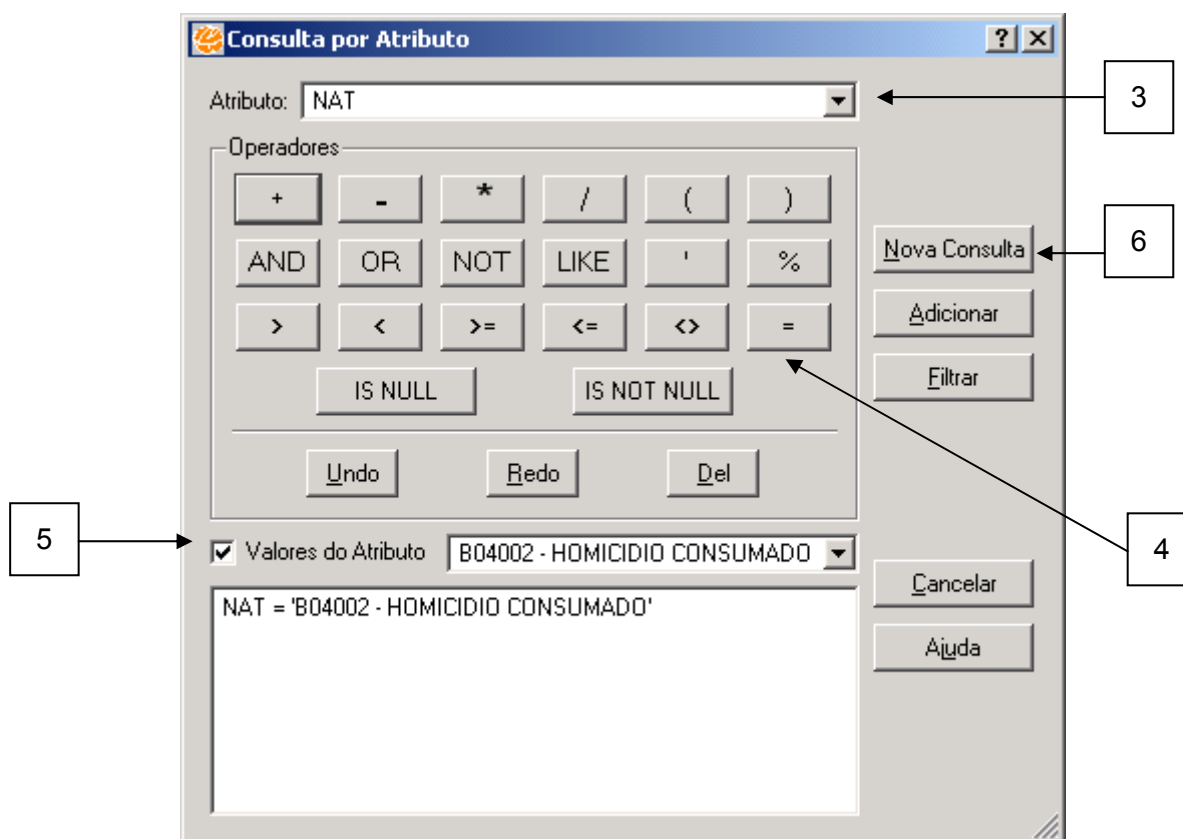 Consulta por Atributo
Atributo: NAT
3
Operadores
+ - * / ( )
AND OR NOT LIKE ' %
> < >= <= <> =
IS NULL IS NOT NULL
Undo Redo Del
Nova Consulta
6
Adicionar
Filtrar
4
5
Valores do Atributo B04002 - HOMICIDIO CONSUMADO
NAT = 'B04002 - HOMICIDIO CONSUMADO'
Cancelar
Ajuda